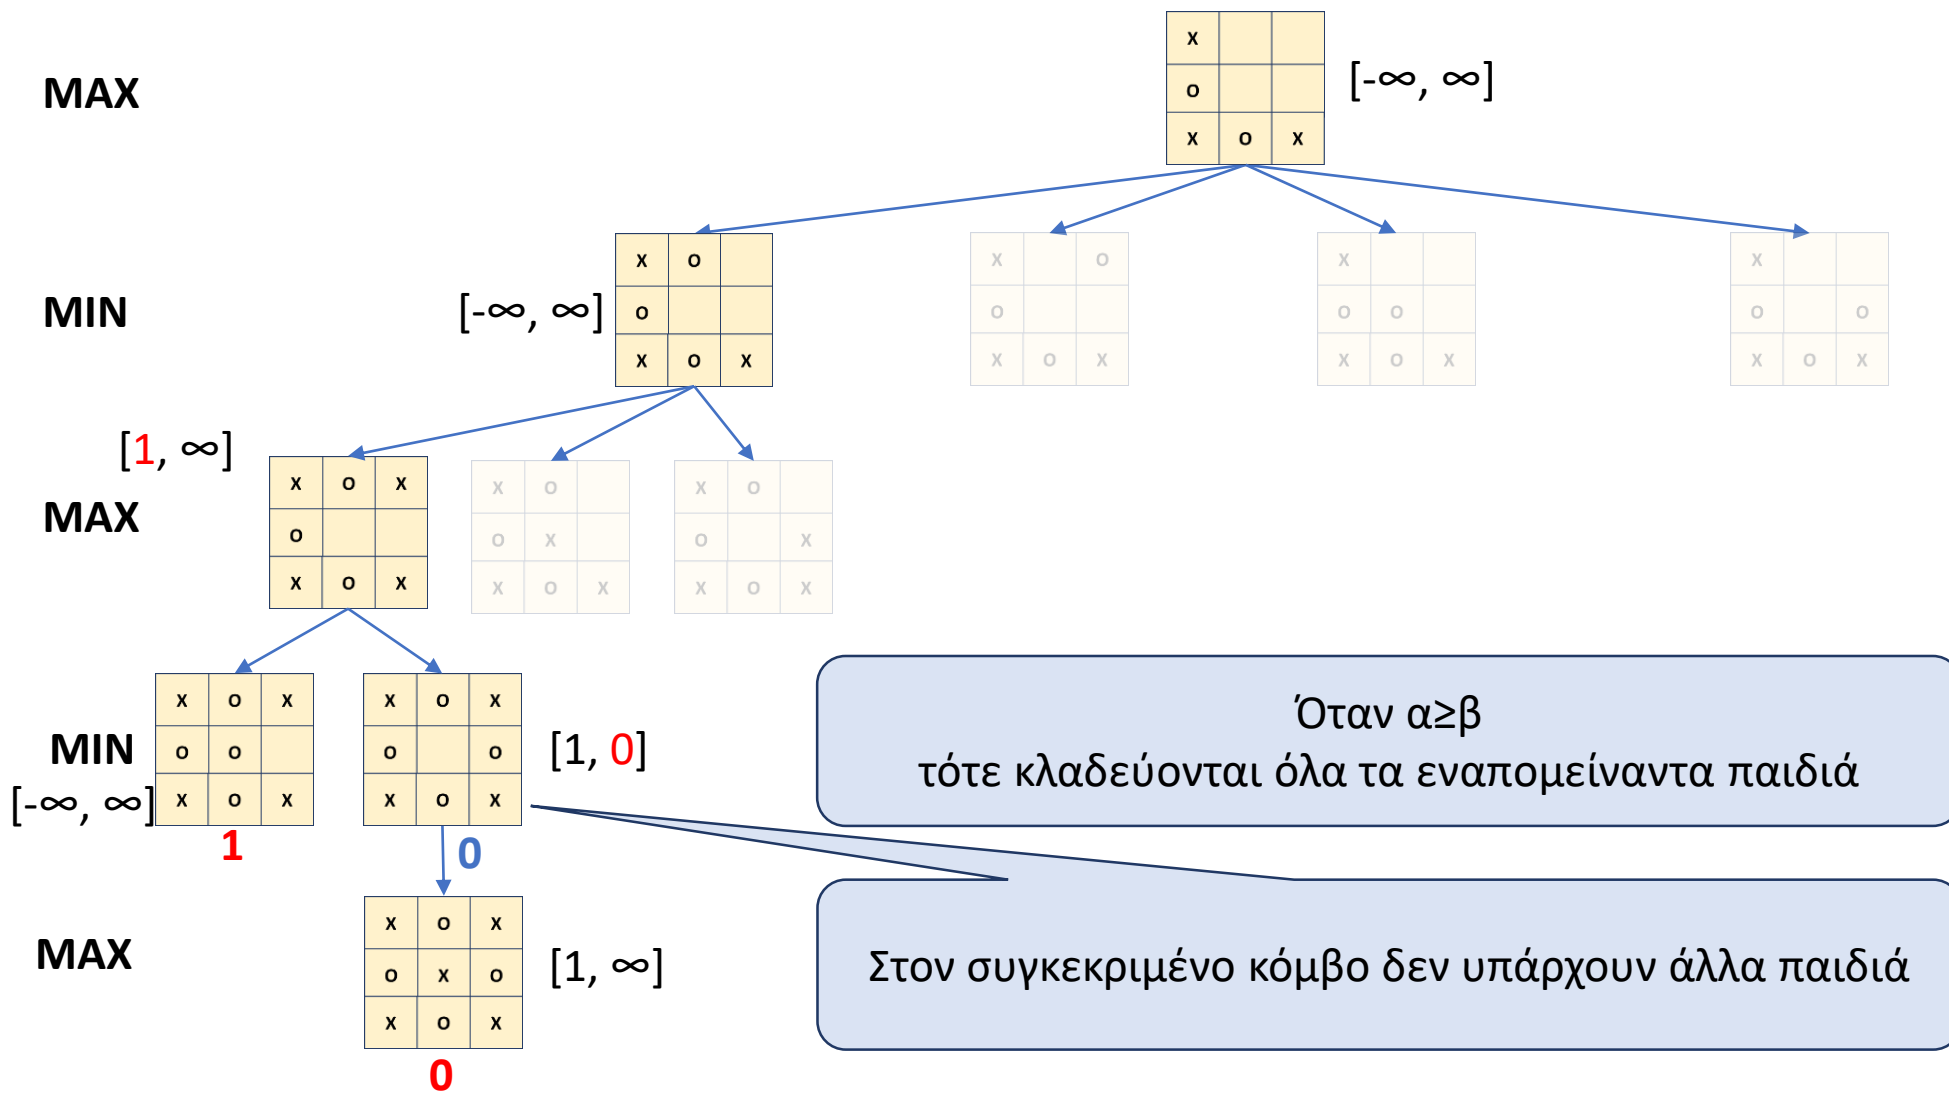 MAX
X
O
X O X
[-∞, ∞]
MIN
[-∞, ∞]
X O
O
X O X
X O
O
X O X
X
O O
X O X
X
O O
X O X
[1, ∞]
MAX
X O X
O
X O X
X O
O X
X O X
X O
O X
X O X
MIN
[-∞, ∞]
X O X
O O
X O X
1
X O X
O O
X O X
[1, 0]
0
Όταν α≥β
τότε κλαδεύονται όλα τα εναπομείναντα παιδιά
MAX
X O X
O X O
X O X
[1, ∞]
0
Στον συγκεκριμένο κόμβο δεν υπάρχουν άλλα παιδιά